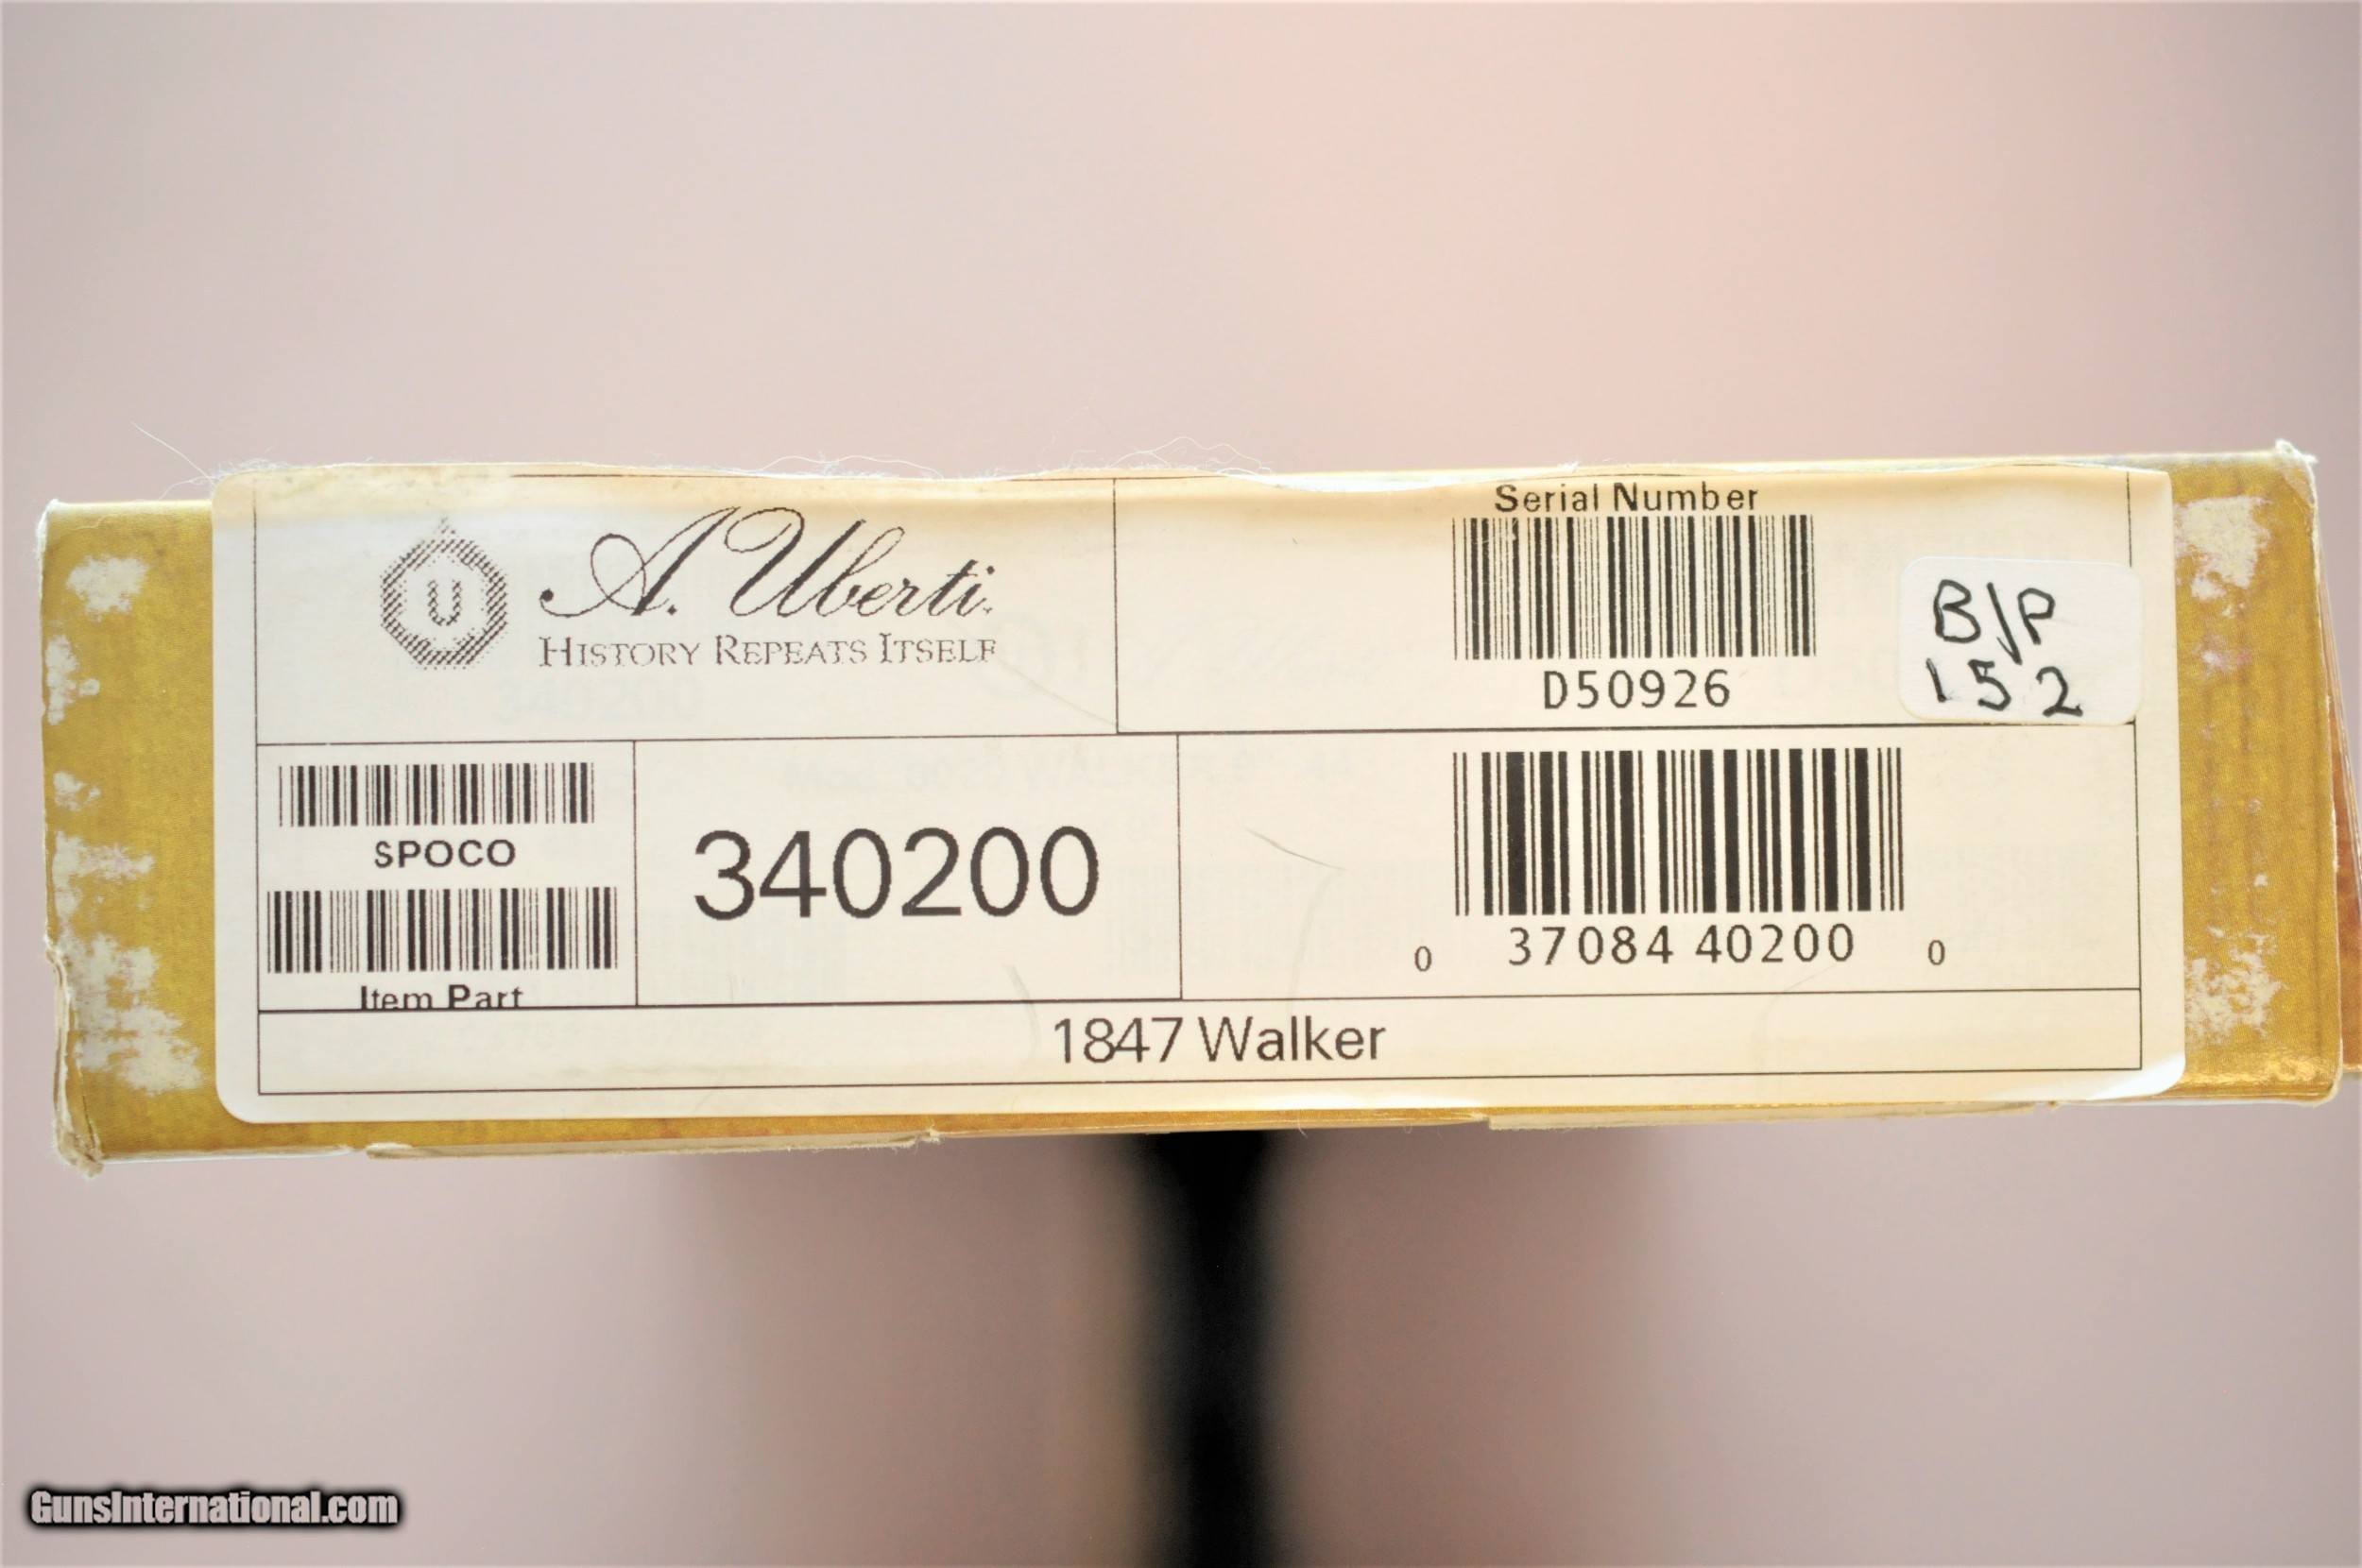 U
A. Uberti.
HISTORY REPEATS ITSELF
Serial Number
D50926
B/P
152
SPOCO
Item Part
340200
0 37084 40200 0
1847 Walker
340200
GunsInternational.com